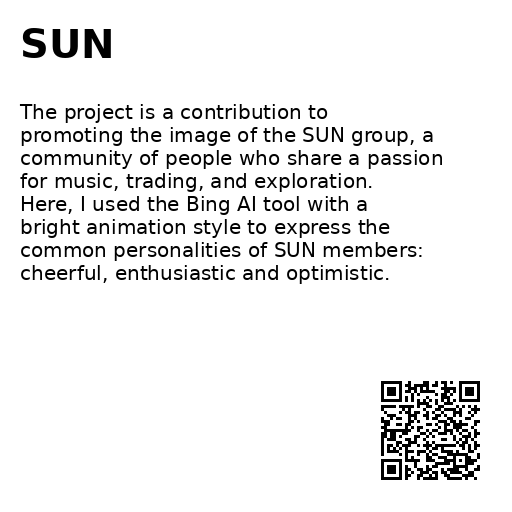 SUN
The project is a contribution to
promoting the image of the SUN group, a
community of people who share a passion
for music, trading, and exploration.
Here, I used the Bing AI tool with a
bright animation style to express the
common personalities of SUN members:
cheerful, enthusiastic and optimistic.